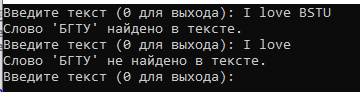 Введите текст (0 для выхода): I love BSTU
Слово 'БГТУ' найдено в тексте.
Введите текст (0 для выхода): I love
Слово 'БГТУ' не найдено в тексте.
Введите текст (0 для выхода):